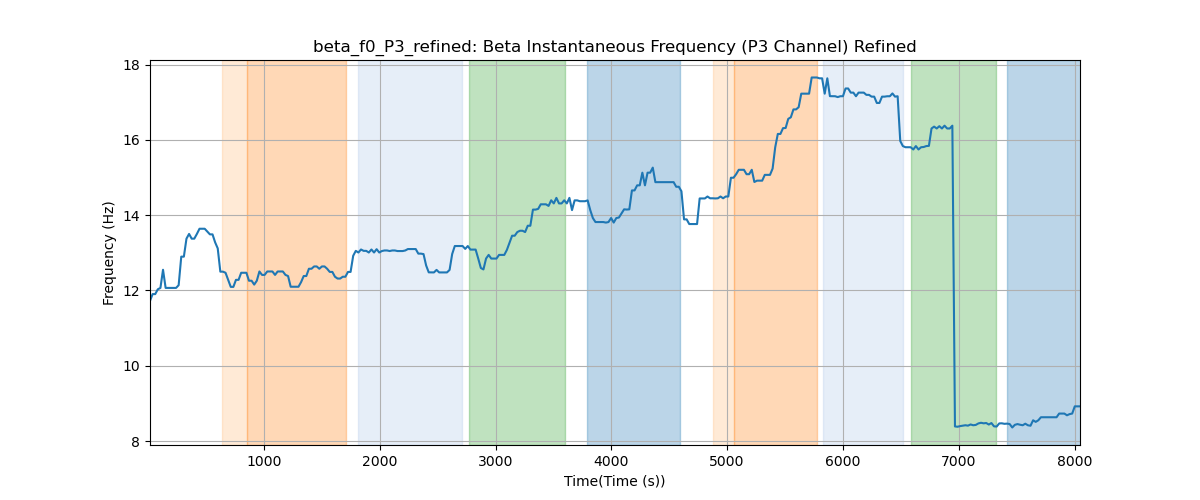 beta_f0_P3_refined: Beta Instantaneous Frequency (P3 Channel) Refined
Frequency (Hz)
18
16
14
12
10
8
1000 2000 3000 4000 5000 6000 7000 8000
Time(Time (s))